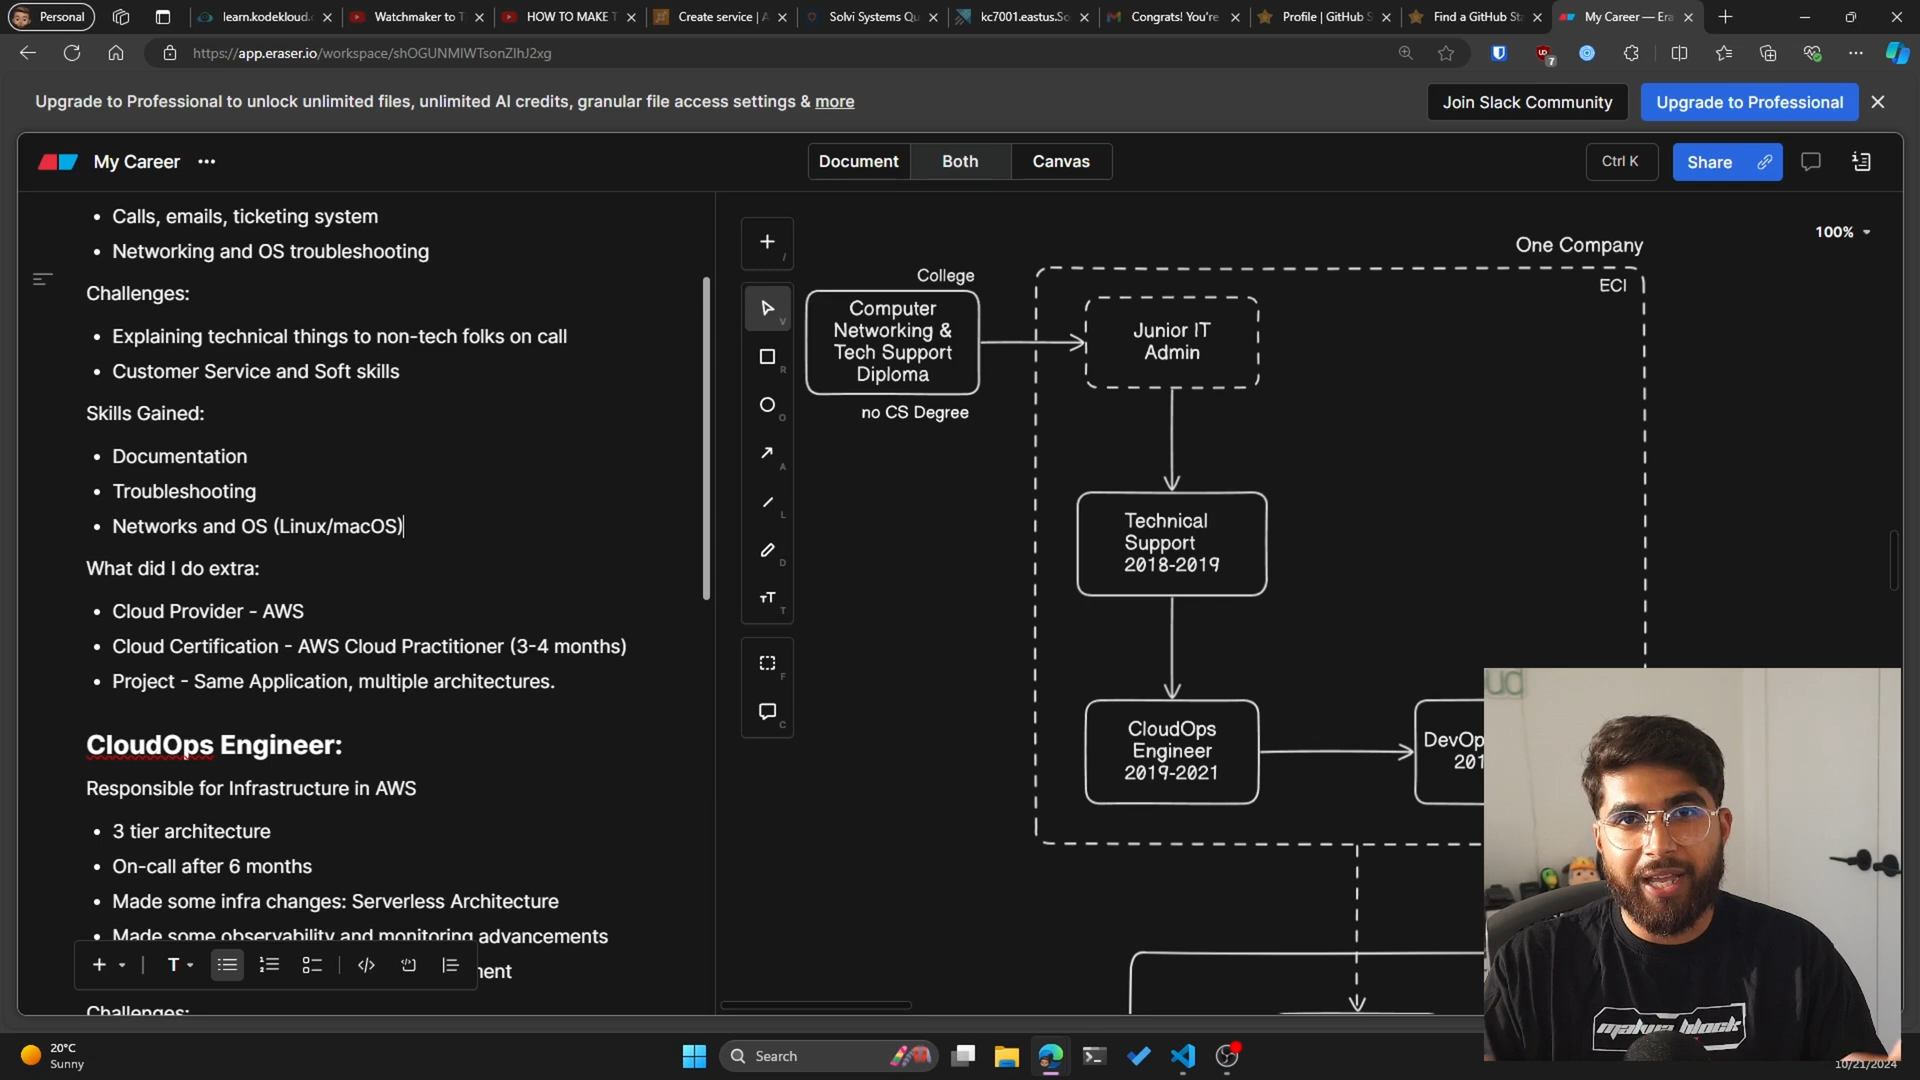 Personal
learn.kodekloud.c
Watchmaker to T
HOW TO MAKE T
Create service | A
Solvi Systems Qu
kc7001.eastus.So
Congrats! You're
Profile | GitHub S
Find a GitHub Sta
My Career — Era
https://app.eraser.io/workspace/shOGUNMIWTsonZIhJ2xg
7
Upgrade to Professional to unlock unlimited files, unlimited AI credits, granular file access settings & more
Join Slack Community
Upgrade to Professional
My Career
Document
Both
Canvas
Ctrl K
Share
Calls, emails, ticketing system
Networking and OS troubleshooting
Challenges:
Explaining technical things to non-tech folks on call
Customer Service and Soft skills
Skills Gained:
Documentation
Troubleshooting
Networks and OS (Linux/macOS)
What did I do extra:
Cloud Provider - AWS
Cloud Certification - AWS Cloud Practitioner (3-4 months)
Project - Same Application, multiple architectures.
CloudOps Engineer:
Responsible for Infrastructure in AWS
3 tier architecture
On-call after 6 months
Made some infra changes: Serverless Architecture
Made some observability and monitoring advancements
ment
Challenges:
T
/
V
R
O
A
L
D
T
F
C
100%
One Company
ECI
College
Computer
Networking &
Tech Support
Diploma
no CS Degree
Junior IT
Admin
Technical
Support
2018-2019
CloudOps
Engineer
2019-2021
DevOp
201
20°C
Sunny
Search
10/21/2024